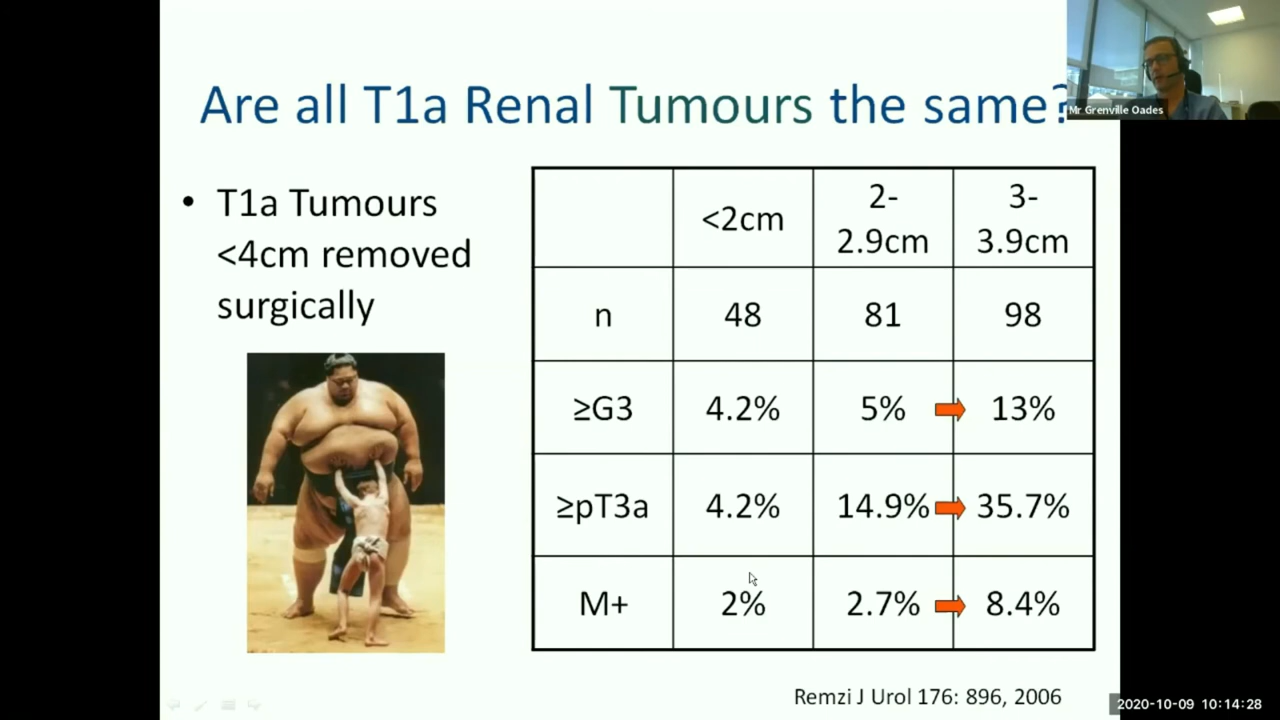 Are all T1a Renal Tumours the same?
Mr Grenville Oades
• T1a Tumours
<4cm removed
surgically
<2cm
2-
2.9cm
3-
3.9cm
n 48 81 98
≥G3 4.2% 5% 13%
≥pT3a 4.2% 14.9% 35.7%
M+ 2% 2.7% 8.4%
Remzi J Urol 176: 896, 2006
2020-10-09 10:14:28